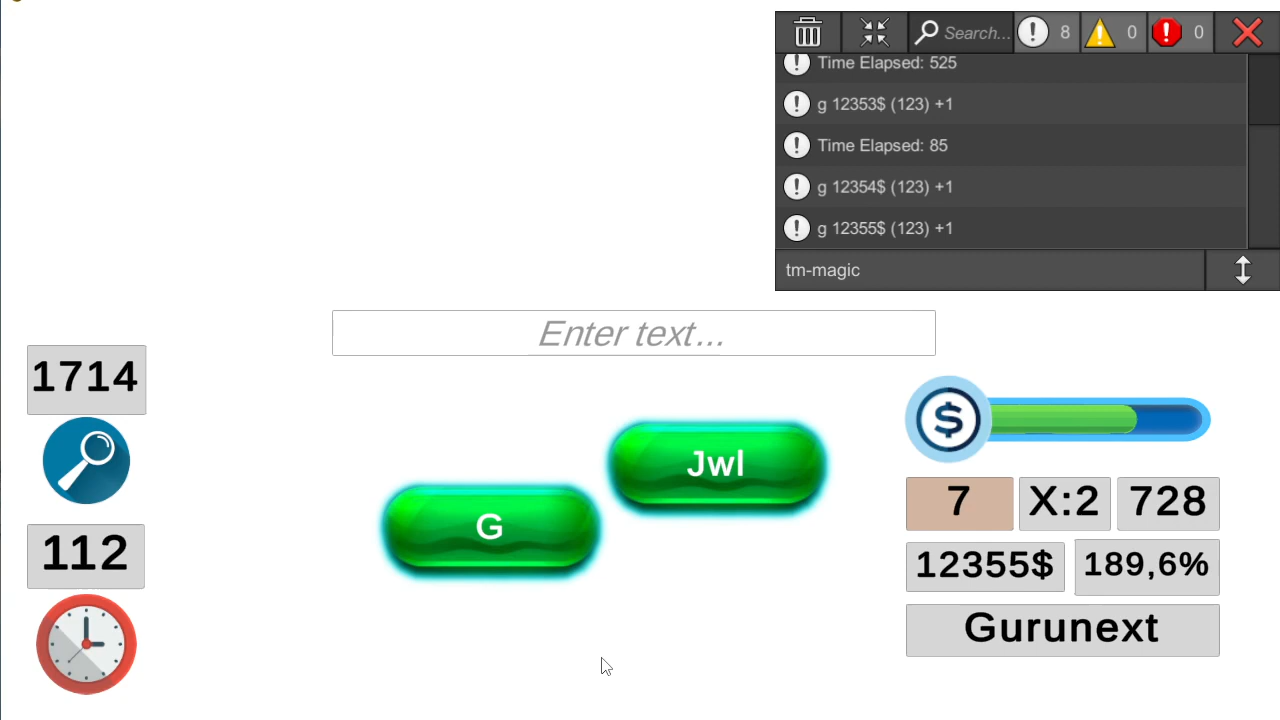 Search... 8 0 0
Time Elapsed: 525
g 12353$ (123) +1
Time Elapsed: 85
g 12354$ (123) +1
g 12355$ (123) +1
tm-magic
Enter text...
1714
112
Jwl
G
$
7 X:2 728
12355$ 189,6%
Gurunext